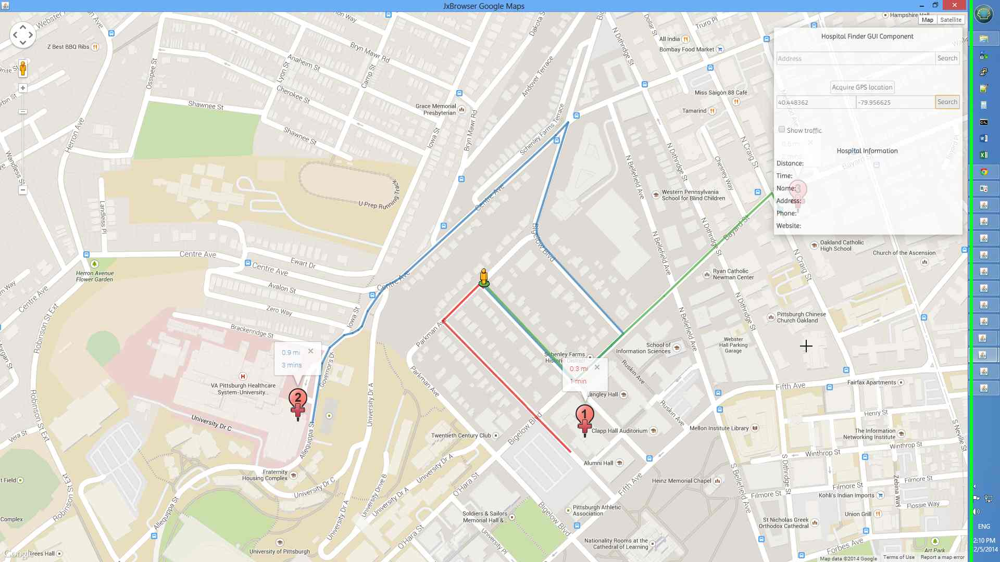 JxBrowser Google Maps
Map
Satellite
Hospital Finder GUI Component
Address
Search
Acquire GPS location
40.448362
-79.956625
Search
Show traffic
Hospital Information
Distance:
Time:
Name:
Address:
Phone:
Website:
Webster
Z Best BBQ Ribs
Ossipee St
Herron Ave
Shawnee St
Shawnee St
Anaheim St
Lyon St
Camp St
Cherokee St
Bryn Mawr Rd
Bryn Mawr Rd
Iowa St
Grace Memorial
Presbyterian
Andover Terrace
Dakota St
Schenley Farms Terrace
N Dithridge St
Dollar St
Truro Pl
All India
Bombay Food Market
Hampshire Hall
Miss Saigon 88 Café
Tamarind
N Craig St
N Dithridge St
N Bellefield Ave
Chesney Way
Western Pennsylvania
School for Blind Children
Bayard St
Bayard St
3
Wandless St
Landleiss Pl
U Prep Running Track
Centre Ave
Centre Ave
Centre Ave
Centre Ave
Centre Ave
Ewart Dr
Avalon St
Zero Way
Brackenridge St
Iowa St
Herron Avenue
Flower Garden
Robinson St Ext
Robinson St Ext
Bigelow Blvd
N Bellefield Ave
N Dithridge St
Oakland Catholic
High School
Church of the Ascension
Ryan Catholic
Newman Center
N Craig St
N Dithridge St
Pittsburgh Chinese
Church Oakland
Webster
Hall Parking
Garage
N Bellefield Ave
School of
Information Sciences
Ruskin Ave
Ruskin Ave
Parkman Ave
Parkman Ave
0.9 mi
3 mins
2
VA Pittsburgh Healthcare
System-University...
Governor's Dr
University Dr A
University Dr C
Allequippa St
0.3 mi
1 min
1
Langley Hall
Clapp Hall Auditorium
Twentieth Century Club
Bigelow Blvd
Alumni Hall
Fifth Ave
Fifth Ave
Fairfax Apartments
Henry St
Mellon Institute Library
The Information
Networking Institute
Winthrop St
Winthrop St
S Neville St
Vera St
Fraternity
Housing Complex
University Dr C
University Dr A
University Dr A
University Drive B
University Dr A
O'Hara St
O'Hara St
Heinz Memorial Chapel
S Bellefield Ave
S Dithridge St
Filmore St
Filmore St
Filmore St
Zebina Way
Kohl's Indian Imports
Flossie Way
Union Grill
St Nicholas Greek
Orthodox Cathedral
Soldiers & Sailors
Memorial Hall &...
Pittsburgh Athletic
Association
Bigelow Blvd
Nationality Rooms at the
Cathedral of Learning
University Pl
University of Pittsburgh
Allequippa St
Robinson St
t Field
Complex
Trees Hall
Forbes Ave
Art Park
Google
Map data ©2014 Google
Terms of Use
Report a map error
ENG
2:10 PM
2/5/2014